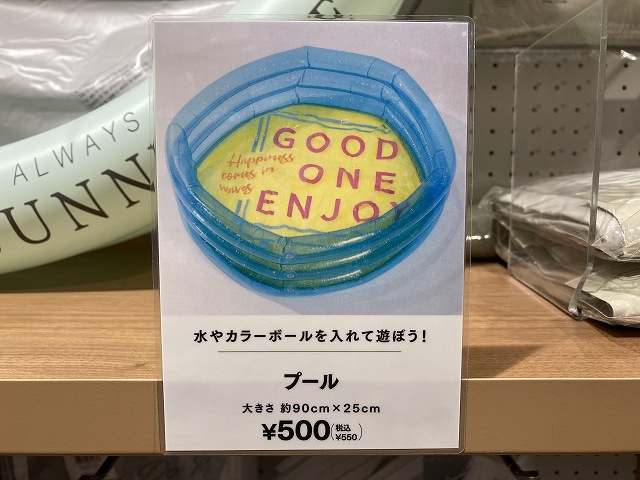 ALWAYS
SUNN
GOOD
ONE
ENJOY
Happiness
comes in
waves
水やカラーボールを入れて遊ぼう!
プール
大きさ 約90cm×25cm
¥500(税込¥550)